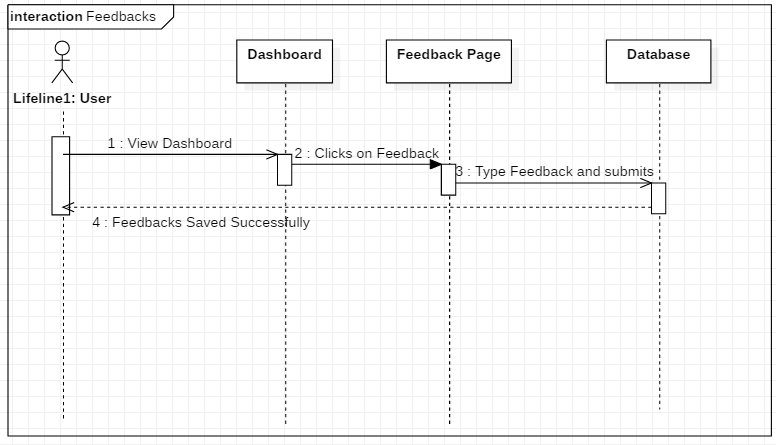 interaction Feedbacks
Dashboard
Feedback Page
Database
Lifeline1: User
1 : View Dashboard
2 : Clicks on Feedback
3 : Type Feedback and submits
4 : Feedbacks Saved Successfully